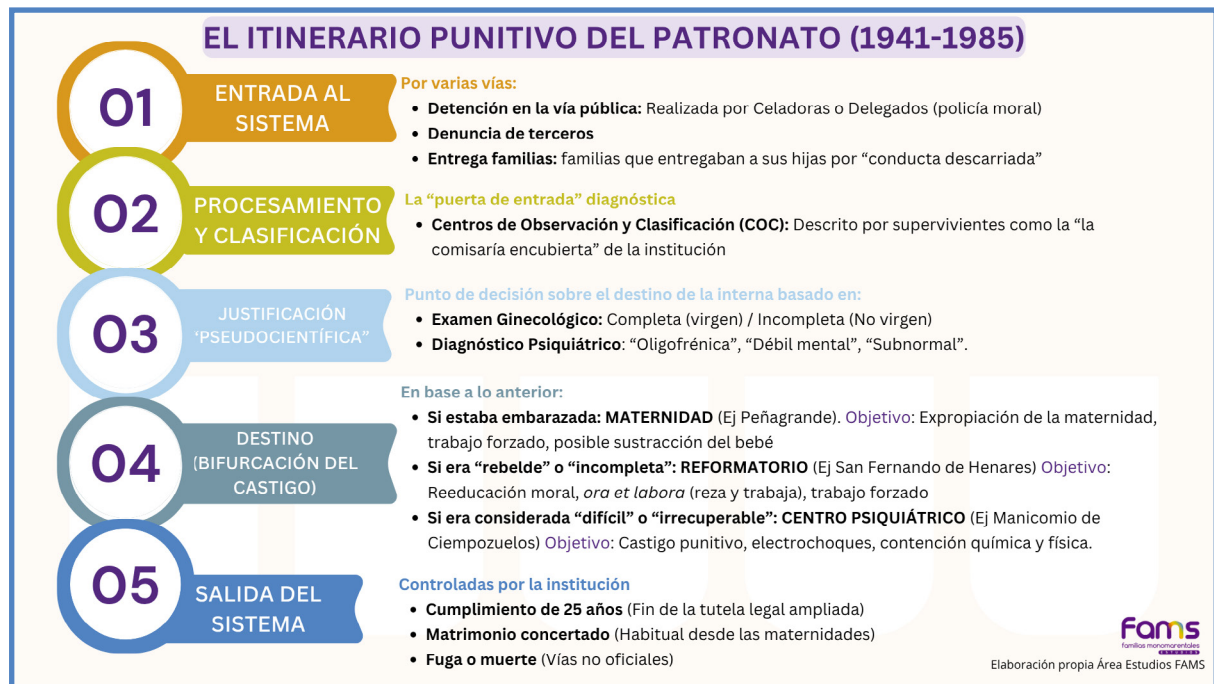 EL ITINERARIO PUNITIVO DEL PATRONATO (1941-1985)
01
ENTRADA AL
SISTEMA
Por varias vías:
• Detención en la vía pública: Realizada por Celadoras o Delegados (policía moral)
• Denuncia de terceros
• Entrega familias: familias que entregaban a sus hijas por “conducta descarriada”
02
PROCESAMIENTO
Y CLASIFICACIÓN
La “puerta de entrada” diagnóstica
• Centros de Observación y Clasificación (COC): Descrito por supervivientes como la “la
comisaría encubierta” de la institución
03
JUSTIFICACIÓN
“PSEUDOCIENTÍFICA”
Punto de decisión sobre el destino de la interna basado en:
• Examen Ginecológico: Completa (virgen) / Incompleta (No virgen)
• Diagnóstico Psiquiátrico: “Oligofrénica”, “Débil mental”, “Subnormal”.
04
DESTINO
(BIFURCACIÓN DEL
CASTIGO)
En base a lo anterior:
• Si estaba embarazada: MATERNIDAD (Ej Peñagrande). Objetivo: Expropiación de la maternidad,
trabajo forzado, posible sustracción del bebé
• Si era “rebelde” o “incompleta”: REFORMATORIO (Ej San Fernando de Henares) Objetivo:
Reeducación moral, ora et labora (reza y trabaja), trabajo forzado
• Si era considerada “difícil” o “irrecuperable”: CENTRO PSIQUIÁTRICO (Ej Manicomio de
Ciempozuelos) Objetivo: Castigo punitivo, electrochoques, contención química y física.
05
SALIDA DEL
SISTEMA
Controladas por la institución
• Cumplimiento de 25 años (Fin de la tutela legal ampliada)
• Matrimonio concertado (Habitual desde las maternidades)
• Fuga o muerte (Vías no oficiales)
fams
familias monomarentales
ESTUDIOS
Elaboración propia Área Estudios FAMS